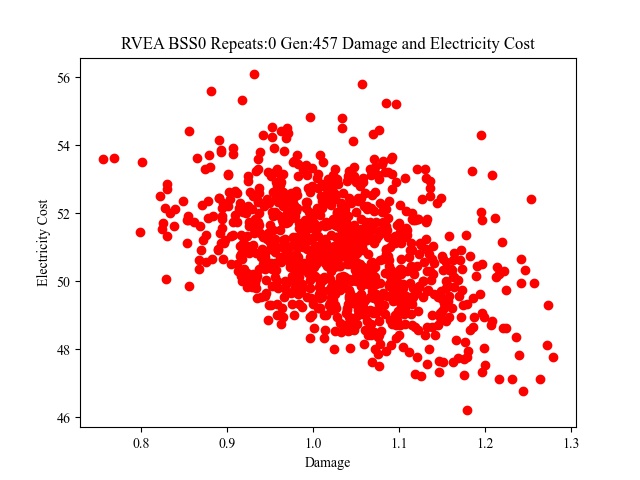 RVEA BSS0 Repeats:0 Gen:457 Damage and Electricity Cost
56
54
52
50
48
46
Electricity Cost
0.8 0.9 1.0 1.1 1.2 1.3
Damage